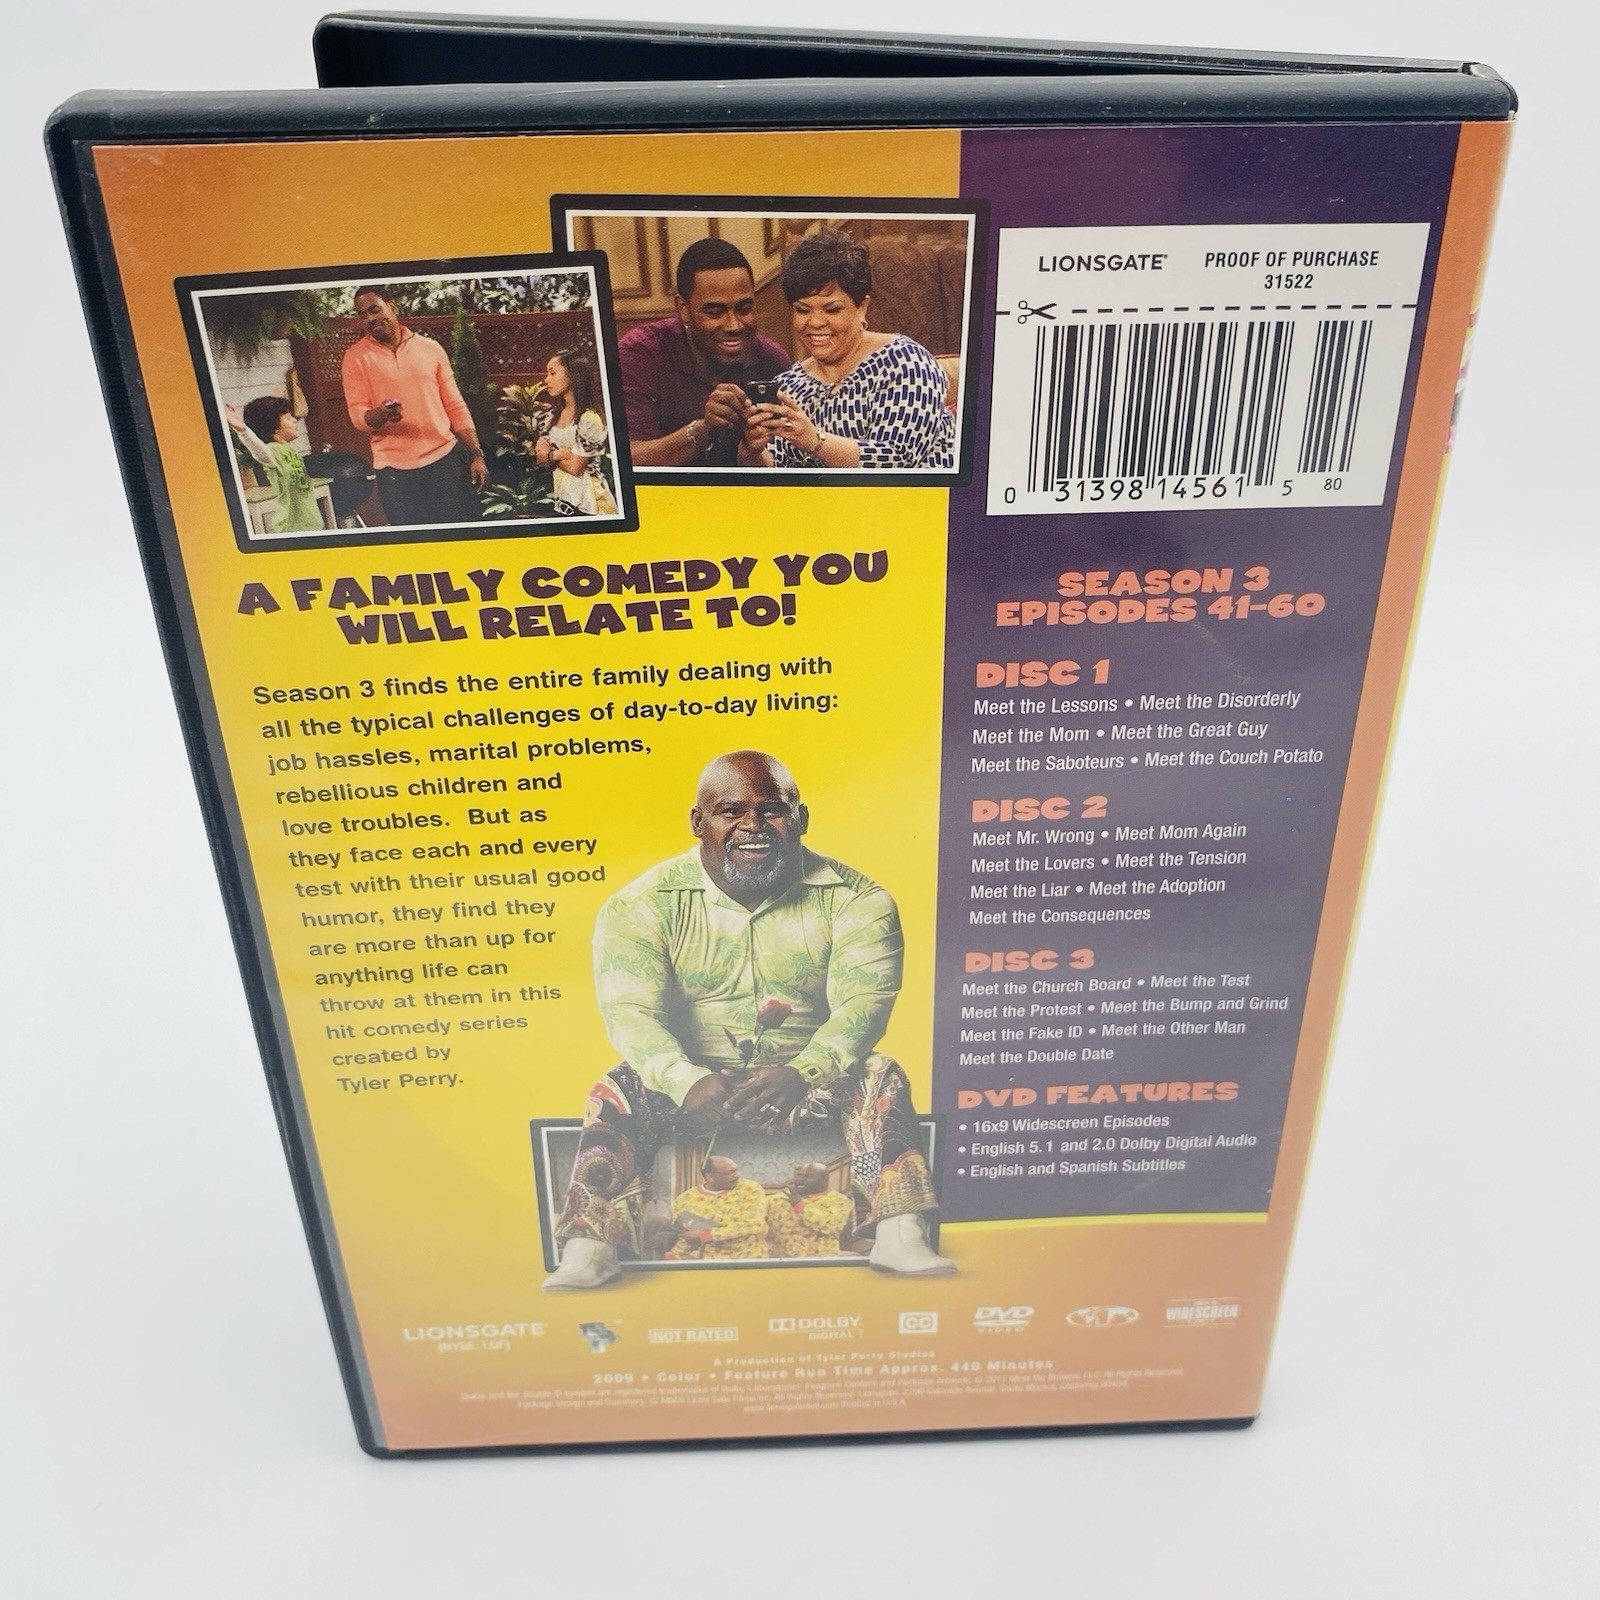 LIONSGATE®
PROOF OF PURCHASE
31522
0 31398 14561 5 80
A FAMILY COMEDY YOU
WILL RELATE TO!
Season 3 finds the entire family dealing with
all the typical challenges of day-to-day living:
job hassles, marital problems,
rebellious children and
love troubles. But as
they face each and every
test with their usual good
humor, they find they
are more than up for
anything life can
throw at them in this
hit comedy series
created by
Tyler Perry.
SEASON 3
EPISODES 41-60
DISC 1
Meet the Lessons • Meet the Disorderly
Meet the Mom • Meet the Great Guy
Meet the Saboteurs • Meet the Couch Potato
DISC 2
Meet Mr. Wrong • Meet Mom Again
Meet the Lovers • Meet the Tension
Meet the Liar • Meet the Adoption
Meet the Consequences
DISC 3
Meet the Church Board • Meet the Test
Meet the Protest • Meet the Bump and Grind
Meet the Fake ID • Meet the Other Man
Meet the Double Date
DVD FEATURES
• 16x9 Widescreen Episodes
• English 5.1 and 2.0 Dolby Digital Audio
• English and Spanish Subtitles
LIONSGATE
[NYSE: LGF]
NOT RATED
DOLBY
DIGITAL
CC
DVD
VIDEO
WIDESCREEN
A Production of Tyler Perry Studios
2009 • Color • Feature Run Time Approx. 440 Minutes